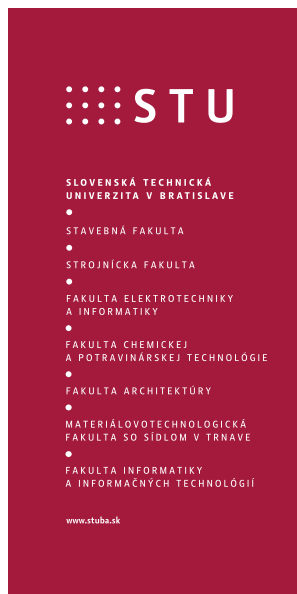 STU
SLOVENSKÁ TECHNICKÁ
UNIVERZITA V BRATISLAVE
STAVEBNÁ FAKULTA
STROJNÍCKA FAKULTA
FAKULTA ELEKTROTECHNIKY
A INFORMATIKY
FAKULTA CHEMICKEJ
A POTRAVINÁRSKEJ TECHNOLÓGIE
FAKULTA ARCHITEKTÚRY
MATERIÁLOVOTECHNOLOGICKÁ
FAKULTA SO SÍDLOM V TRNAVE
FAKULTA INFORMATIKY
A INFORMAČNÝCH TECHNOLÓGIÍ
www.stuba.sk